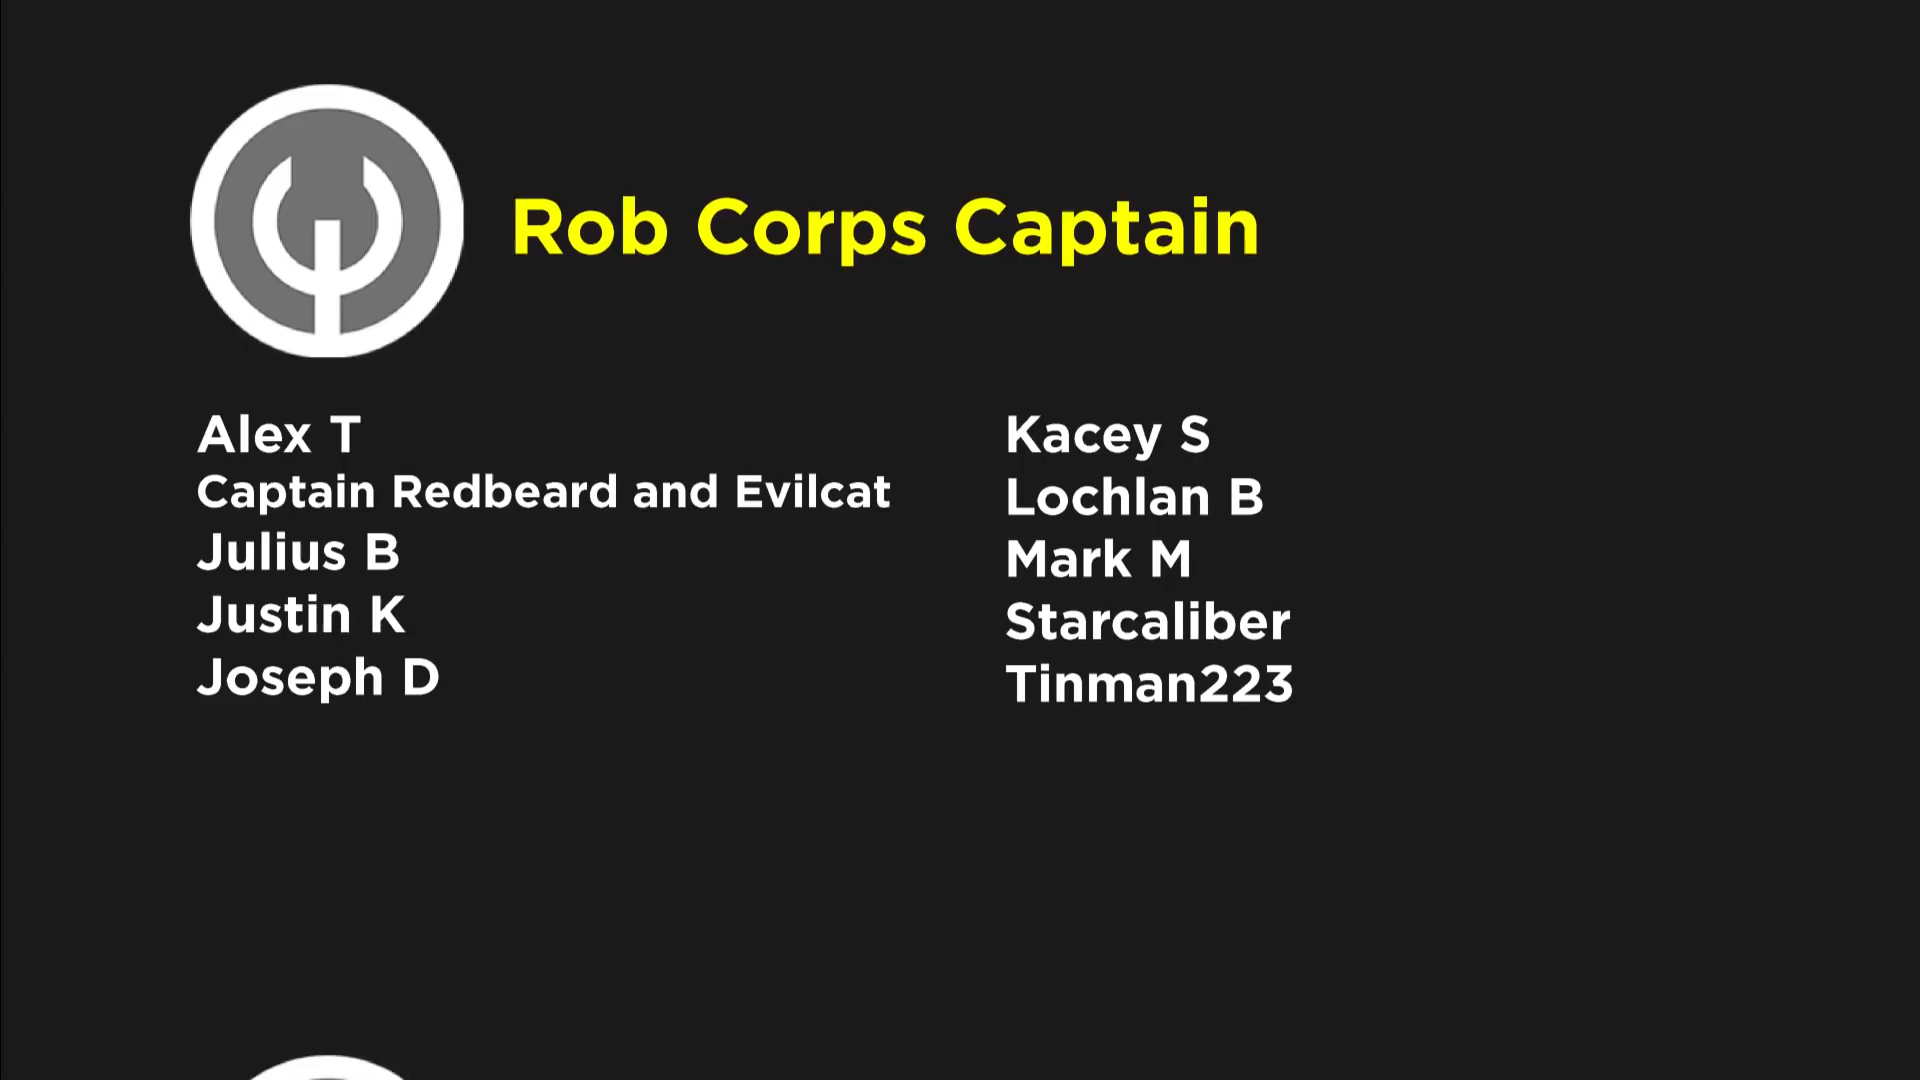 Rob Corps Captain
Alex T
Captain Redbeard and Evilcat
Julius B
Justin K
Joseph D
Kacey S
Lochlan B
Mark M
Starcaliber
Tinman223